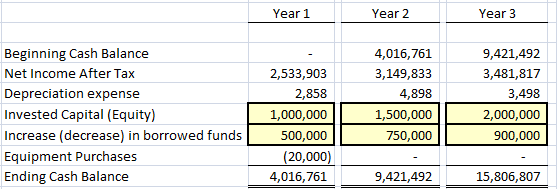 Year 1 Year 2 Year 3
Beginning Cash Balance - 4,016,761 9,421,492
Net Income After Tax 2,533,903 3,149,833 3,481,817
Depreciation expense 2,858 4,898 3,498
Invested Capital (Equity) 1,000,000 1,500,000 2,000,000
Increase (decrease) in borrowed funds 500,000 750,000 900,000
Equipment Purchases (20,000) - -
Ending Cash Balance 4,016,761 9,421,492 15,806,807